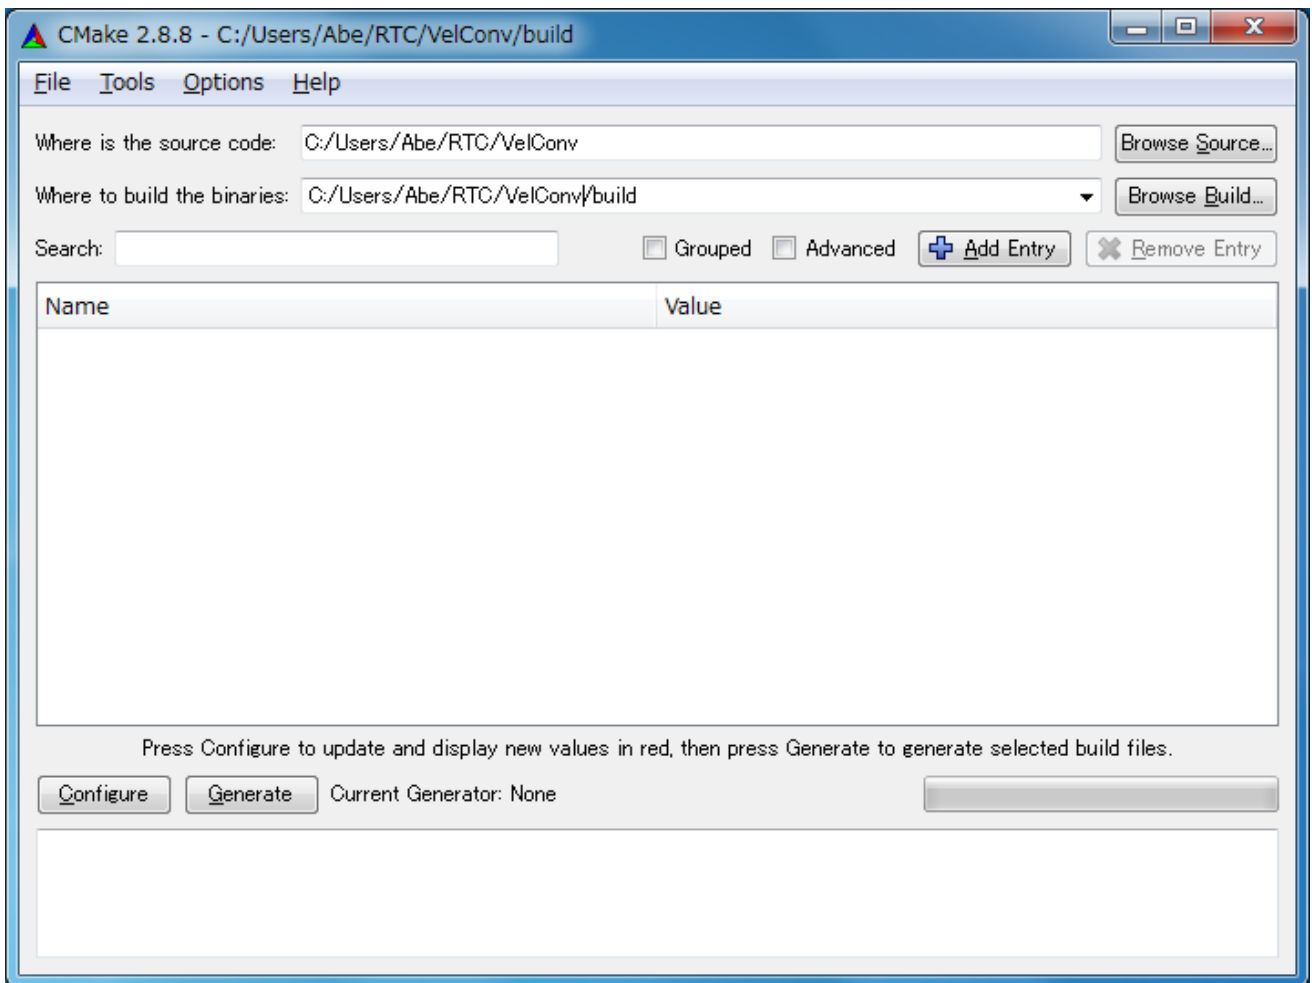 CMake 2.8.8 - C:/Users/Abe/RTC/VelConv/build
File Tools Options Help
Where is the source code: C:/Users/Abe/RTC/VelConv Browse Source...
Where to build the binaries: C:/Users/Abe/RTC/VelConv/build Browse Build...
Search: Grouped Advanced Add Entry Remove Entry
Name Value
Press Configure to update and display new values in red, then press Generate to generate selected build files.
Configure Generate Current Generator: None